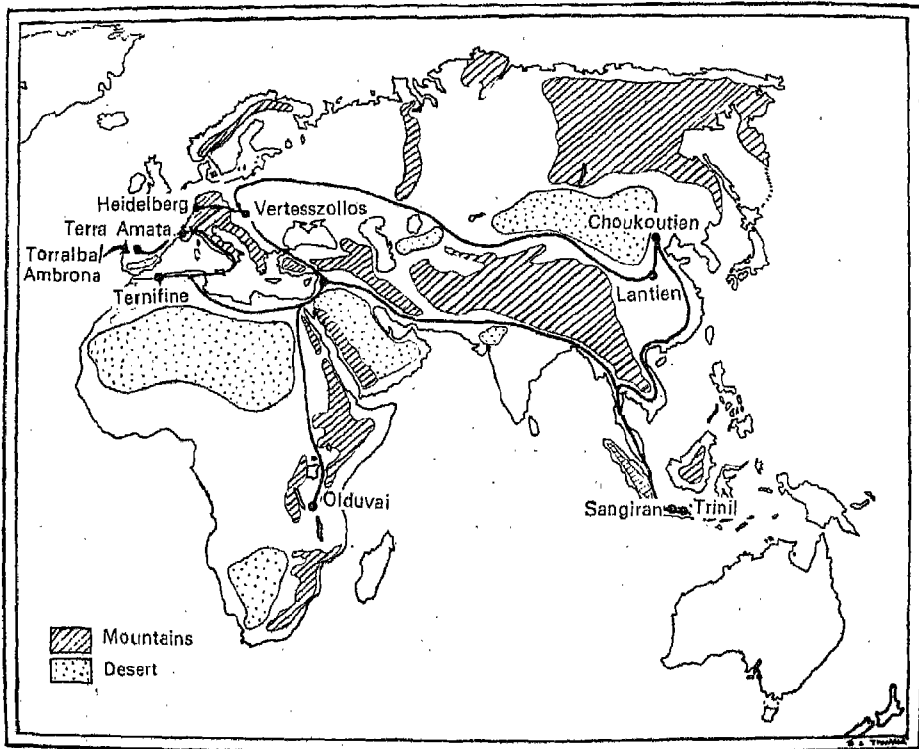 Heidelberg
Vertesszollos
Terra Amata
Torralba/
Ambrona
Ternifine
Choukoutien
Lantien
Olduvai
Sangiran
Trinil
Mountains
Desert